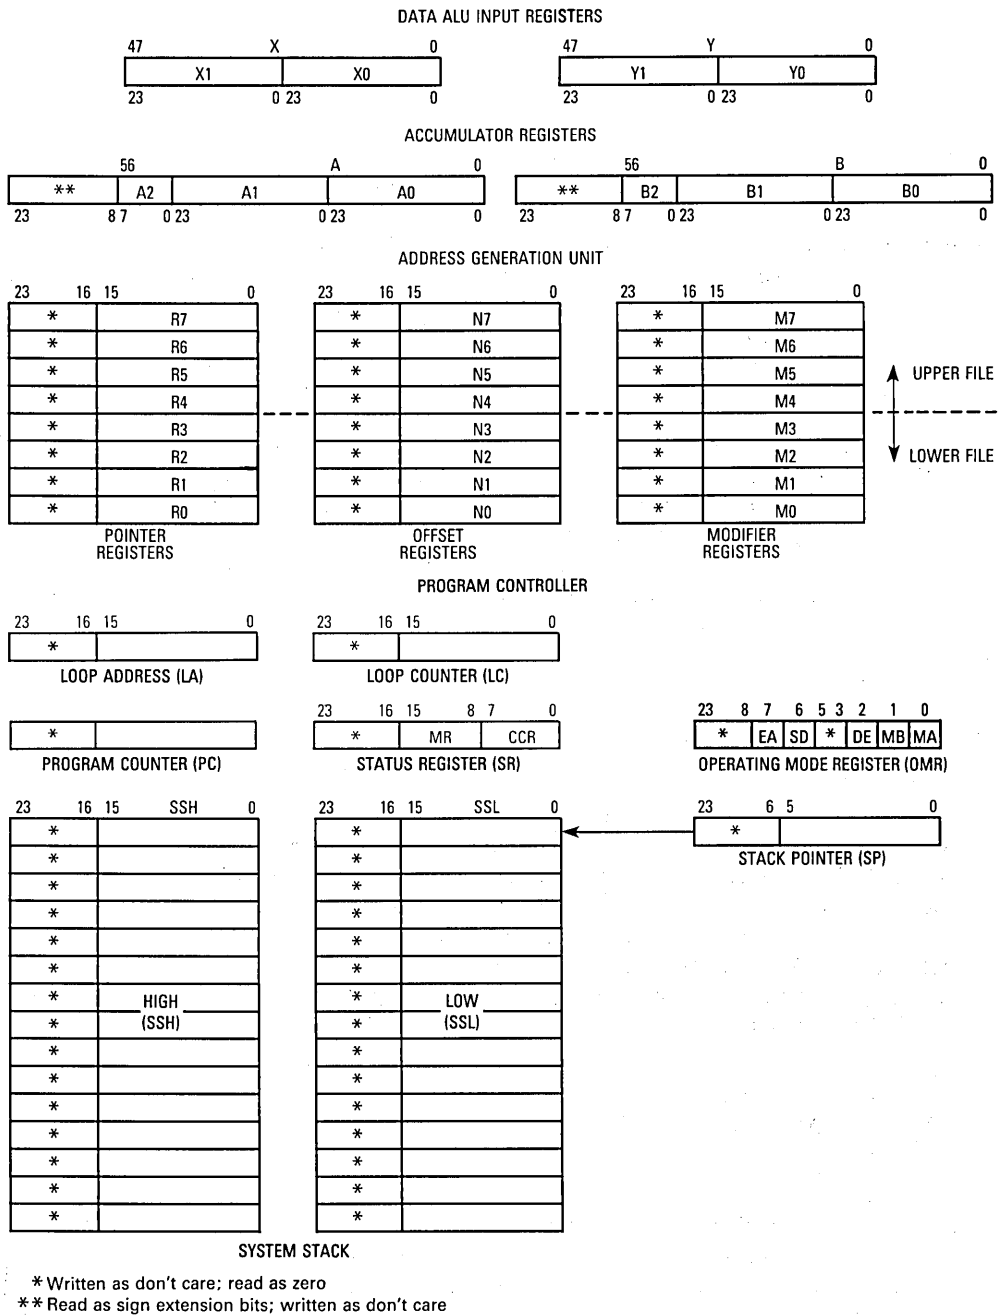 DATA ALU INPUT REGISTERS
47 X 0 47 Y 0
X1 X0 Y1 Y0
23 0 23 0 23 0 23 0
ACCUMULATOR REGISTERS
56 A 0 56 B 0
** A2 A1 A0 ** B2 B1 B0
23 8 7 0 23 0 23 0 23 8 7 0 23 0 23 0
ADDRESS GENERATION UNIT
23 16 15 0 23 16 15 0 23 16 15 0
* R7 * N7 * M7
* R6 * N6 * M6
* R5 * N5 * M5 UPPER FILE
* R4 * N4 * M4
* R3 * N3 * M3
* R2 * N2 * M2 LOWER FILE
* R1 * N1 * M1
* R0 * N0 * M0
POINTER OFFSET MODIFIER
REGISTERS REGISTERS REGISTERS
PROGRAM CONTROLLER
23 16 15 0 23 16 15 0
* *
LOOP ADDRESS (LA) LOOP COUNTER (LC)
23 16 15 8 7 0 23 8 7 6 5 3 2 1 0
* * MR CCR * EA SD * DE MB MA
PROGRAM COUNTER (PC) STATUS REGISTER (SR) OPERATING MODE REGISTER (OMR)
23 16 15 SSH 0 23 16 15 SSL 0 23 6 5 0
* * *
* * STACK POINTER (SP)
* *
* *
* *
* *
* HIGH * LOW
* (SSH) * (SSL)
* *
* *
* *
* *
* *
* *
* *
SYSTEM STACK
* Written as don't care; read as zero
** Read as sign extension bits; written as don't care